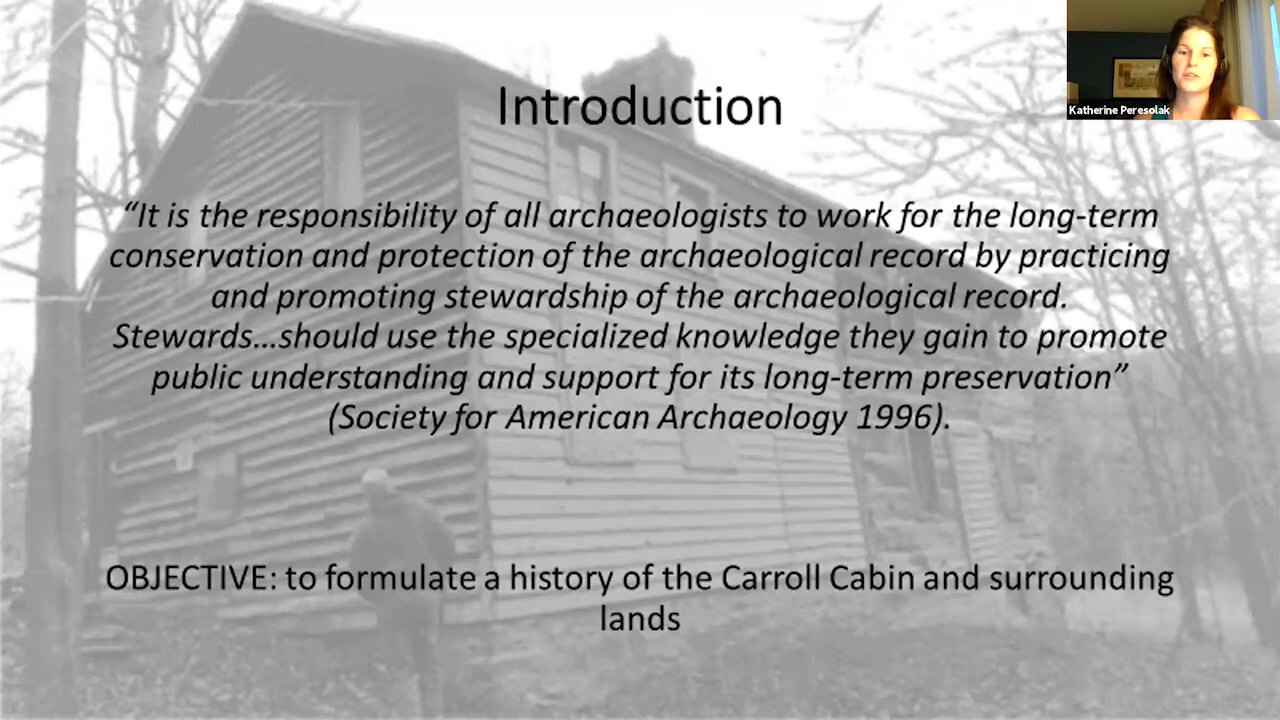 Introduction
Katherine Peresolak
“It is the responsibility of all archaeologists to work for the long-term
conservation and protection of the archaeological record by practicing
and promoting stewardship of the archaeological record.
Stewards…should use the specialized knowledge they gain to promote
public understanding and support for its long-term preservation”
(Society for American Archaeology 1996).
OBJECTIVE: to formulate a history of the Carroll Cabin and surrounding
lands